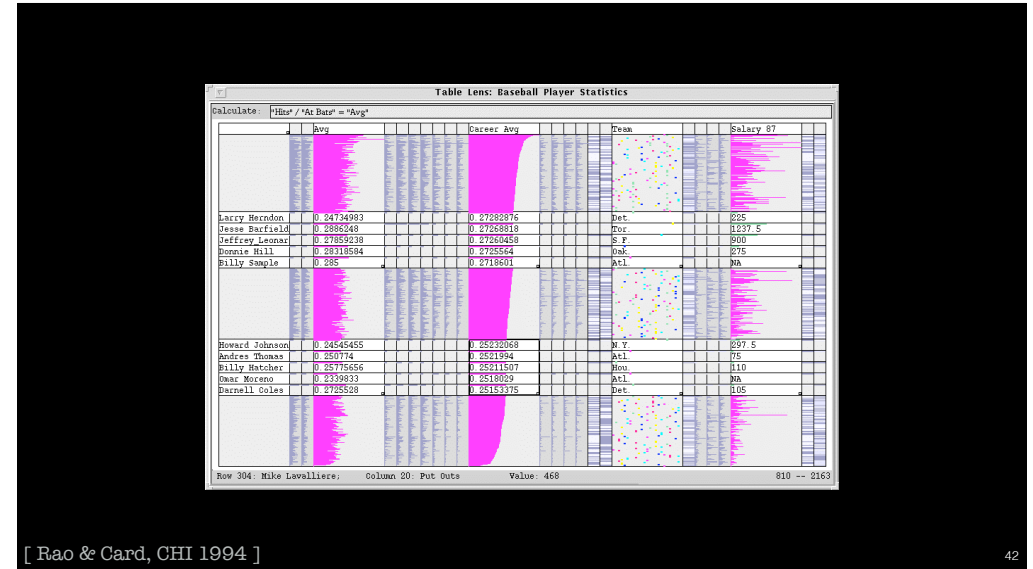 Table Lens: Baseball Player Statistics
Calculate: "Hits" / "At Bats" = "Avg"
Avg Career Avg Team Salary 87
Larry Herndon 0.24734983 0.27282876 Det. 225
Jesse Barfield 0.2886248 0.27268818 Tor. 1237.5
Jeffrey Leonar 0.27859238 0.27260458 S.F. 900
Donnie Hill 0.28318584 0.2725564 Oak. 275
Billy Sample 0.285 0.2718601 Atl. NA
Howard Johnson 0.24545455 0.25232068 N.Y. 297.5
Andres Thomas 0.250774 0.2521994 Atl. 75
Billy Hatcher 0.25775656 0.25211507 Hou. 110
Omar Moreno 0.2339833 0.2518029 Atl. NA
Darnell Coles 0.2725528 0.25153375 Det. 105
Row 304: Mike Lavalliere; Column 20: Put Outs Value: 468 810 -- 2163
[ Rao & Card, CHI 1994 ]
42